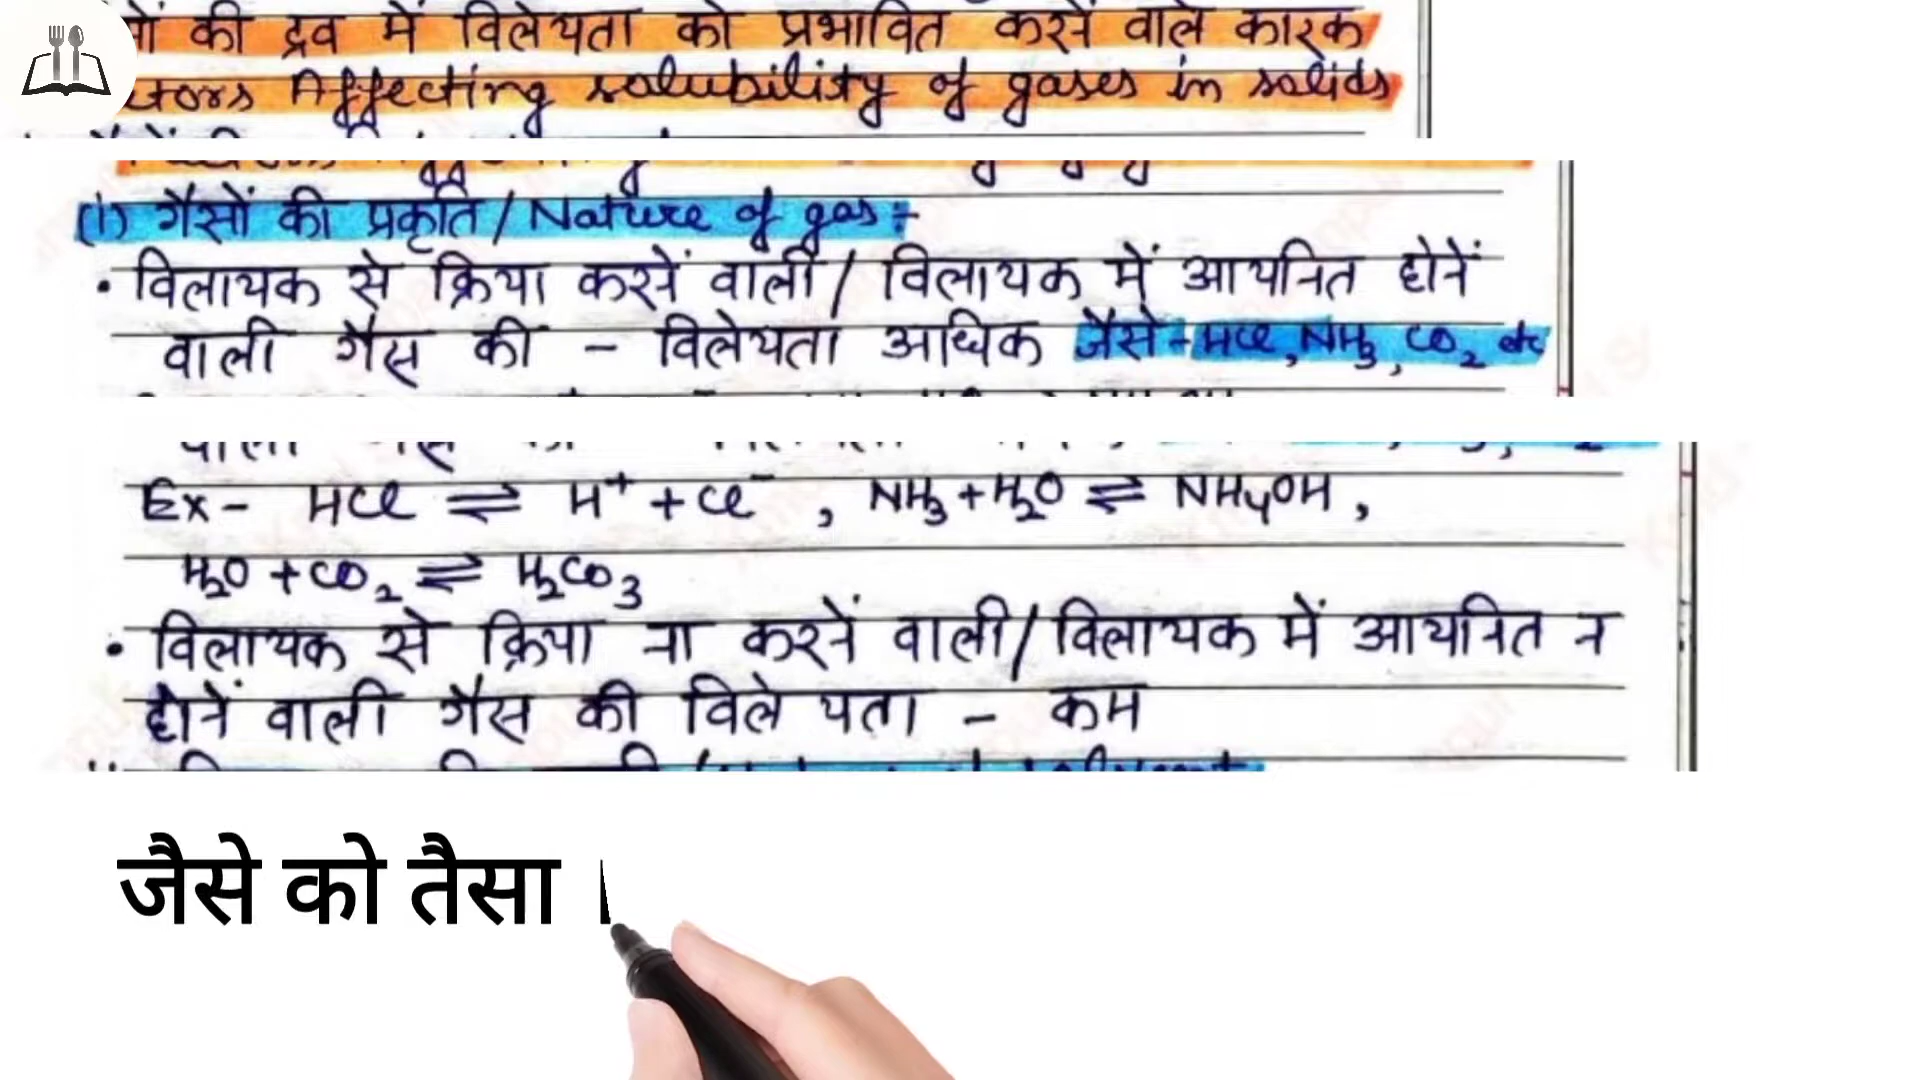 की द्रव में विलेयता को प्रभावित करनें वाले कारक
Affecting solubility of gases in solids
(i) गैसों की प्रकृति / Nature of gas :-
• विलायक से क्रिया करनें वाली / विलायक में आयनित होनें
वाली गैस की - विलेयता अधिक जैसे - HCl, NH3, CO2 etc
Ex - HCl ⇌ H⁺ + Cl⁻ , NH3 + H2O ⇌ NH4OH ,
H2O + CO2 ⇌ H2CO3
• विलायक से क्रिया ना करनें वाली / विलायक में आयनित न
होनें वाली गैस की विलेयता - कम
जैसे को तैसा